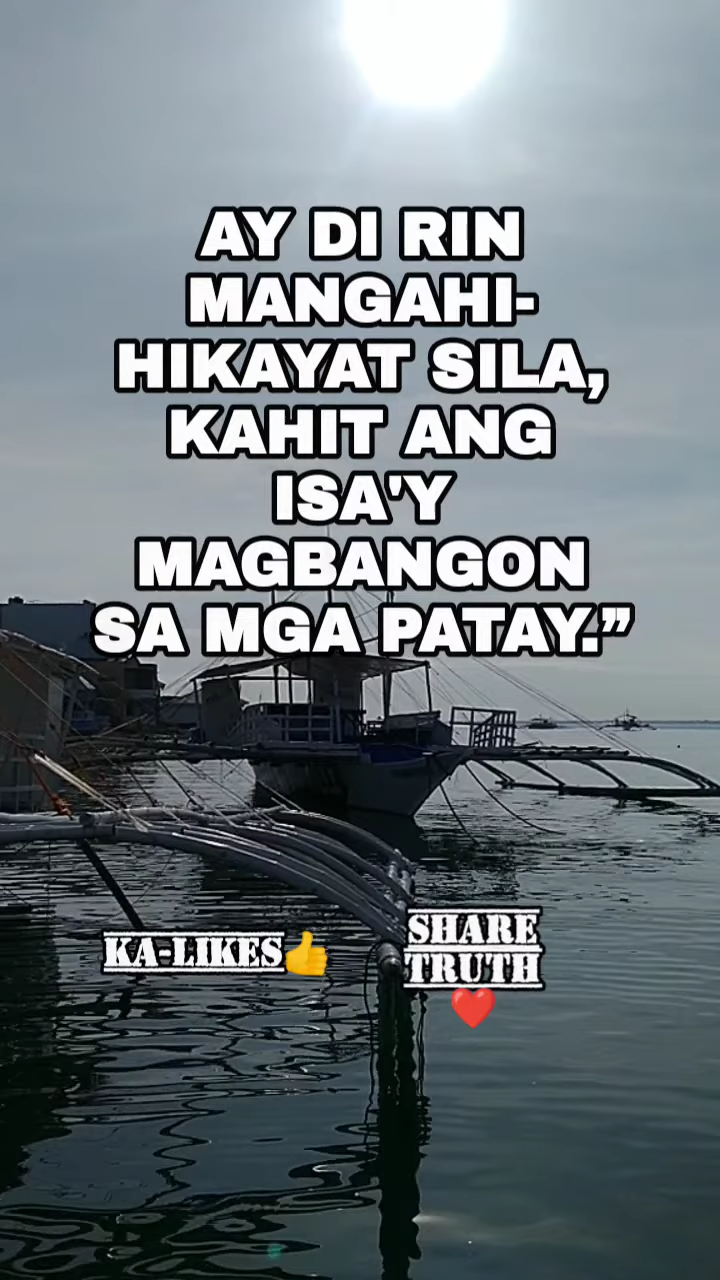 AY DI RIN
MANGAHI-
HIKAYAT SILA,
KAHIT ANG
ISA'Y
MAGBANGON
SA MGA PATAY.”
KA-LIKES👍
SHARE
TRUTH
❤️